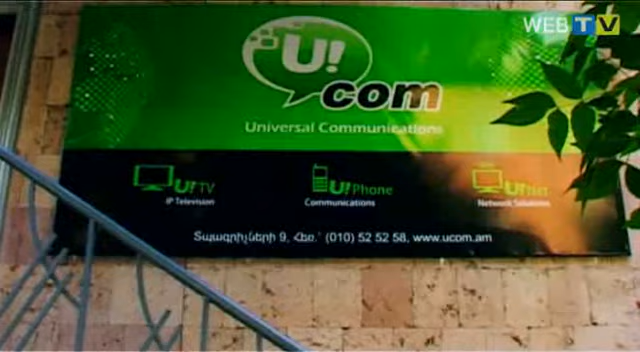 WEB TV
U!
com
Universal Communications
U!TV
IP Television
U!Phone
Communications
U!Net
Network Solutions
Տպագրիչների 9, Հեռ.՝ (010) 52 52 58, www.ucom.am